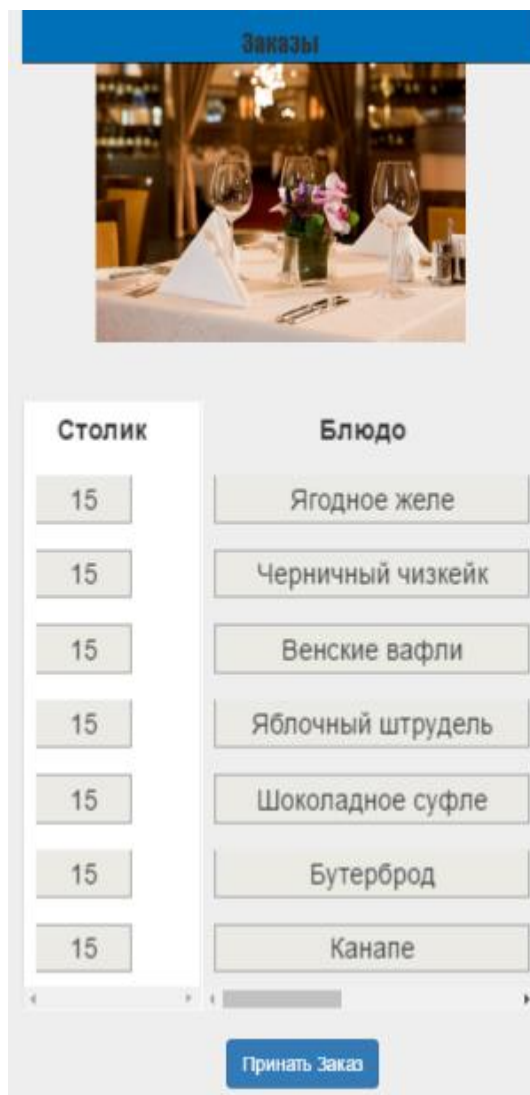 Заказы
Столик Блюдо
15 Ягодное желе
15 Черничный чизкейк
15 Венские вафли
15 Яблочный штрудель
15 Шоколадное суфле
15 Бутерброд
15 Канапе
Принать Заказ